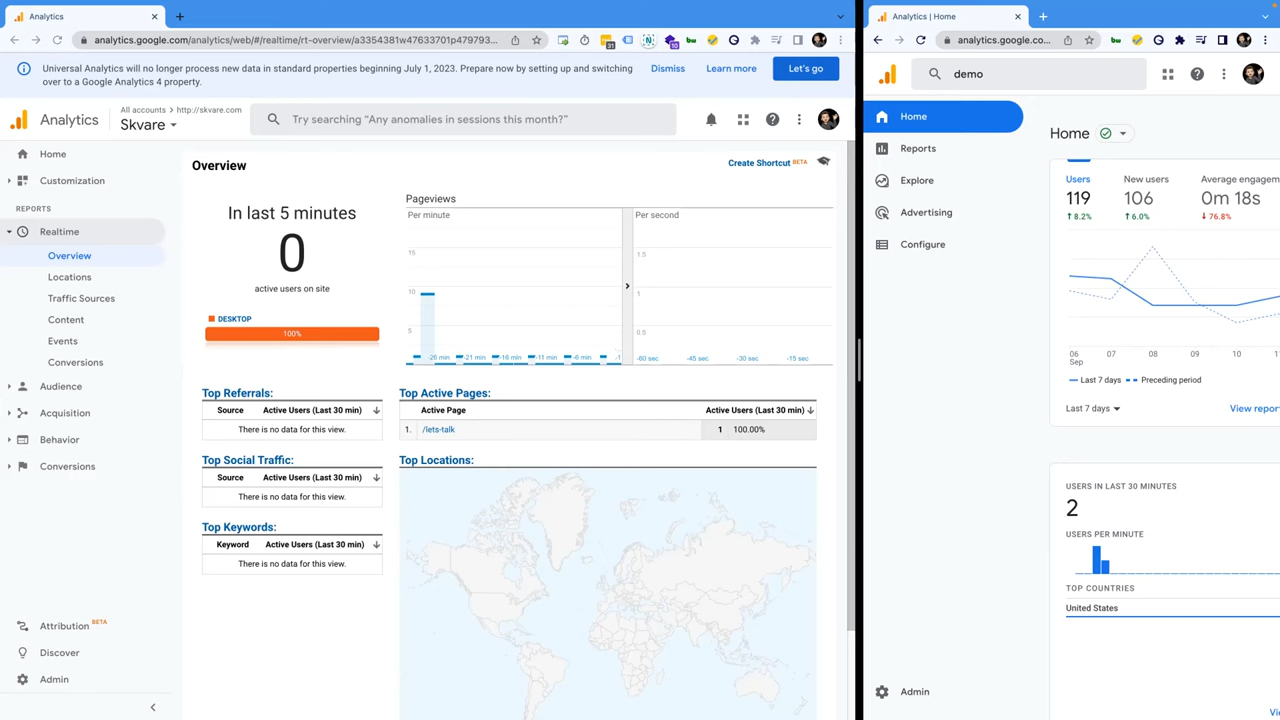 Analytics
analytics.google.com/analytics/web/#/realtime/rt-overview/a3354381w47633701p479793...
Universal Analytics will no longer process new data in standard properties beginning July 1, 2023. Prepare now by setting up and switching
over to a Google Analytics 4 property.
Dismiss
Learn more
Let's go
Analytics
All accounts > http://skvare.com
Skvare
Try searching "Any anomalies in sessions this month?"
Home
Customization
REPORTS
Realtime
Overview
Locations
Traffic Sources
Content
Events
Conversions
Audience
Acquisition
Behavior
Conversions
Attribution BETA
Discover
Admin
Overview
Create Shortcut BETA
In last 5 minutes
0
active users on site
DESKTOP
100%
Pageviews
Per minute
15
10
5
-26 min
-21 min
-16 min
-11 min
-6 min
-1
Per second
1.5
1
0.5
-60 sec
-45 sec
-30 sec
-15 sec
Top Referrals:
Source Active Users (Last 30 min)
There is no data for this view.
Top Social Traffic:
Source Active Users (Last 30 min)
There is no data for this view.
Top Keywords:
Keyword Active Users (Last 30 min)
There is no data for this view.
Top Active Pages:
Active Page Active Users (Last 30 min)
1. /lets-talk 1 100.00%
Top Locations:
Analytics | Home
analytics.google.co...
demo
Home
Reports
Explore
Advertising
Configure
Admin
Home
Users
119
8.2%
New users
106
6.0%
Average engagem
0m 18s
76.8%
06
Sep
07
08
09
10
Last 7 days
Preceding period
Last 7 days
View repor
USERS IN LAST 30 MINUTES
2
USERS PER MINUTE
TOP COUNTRIES
United States